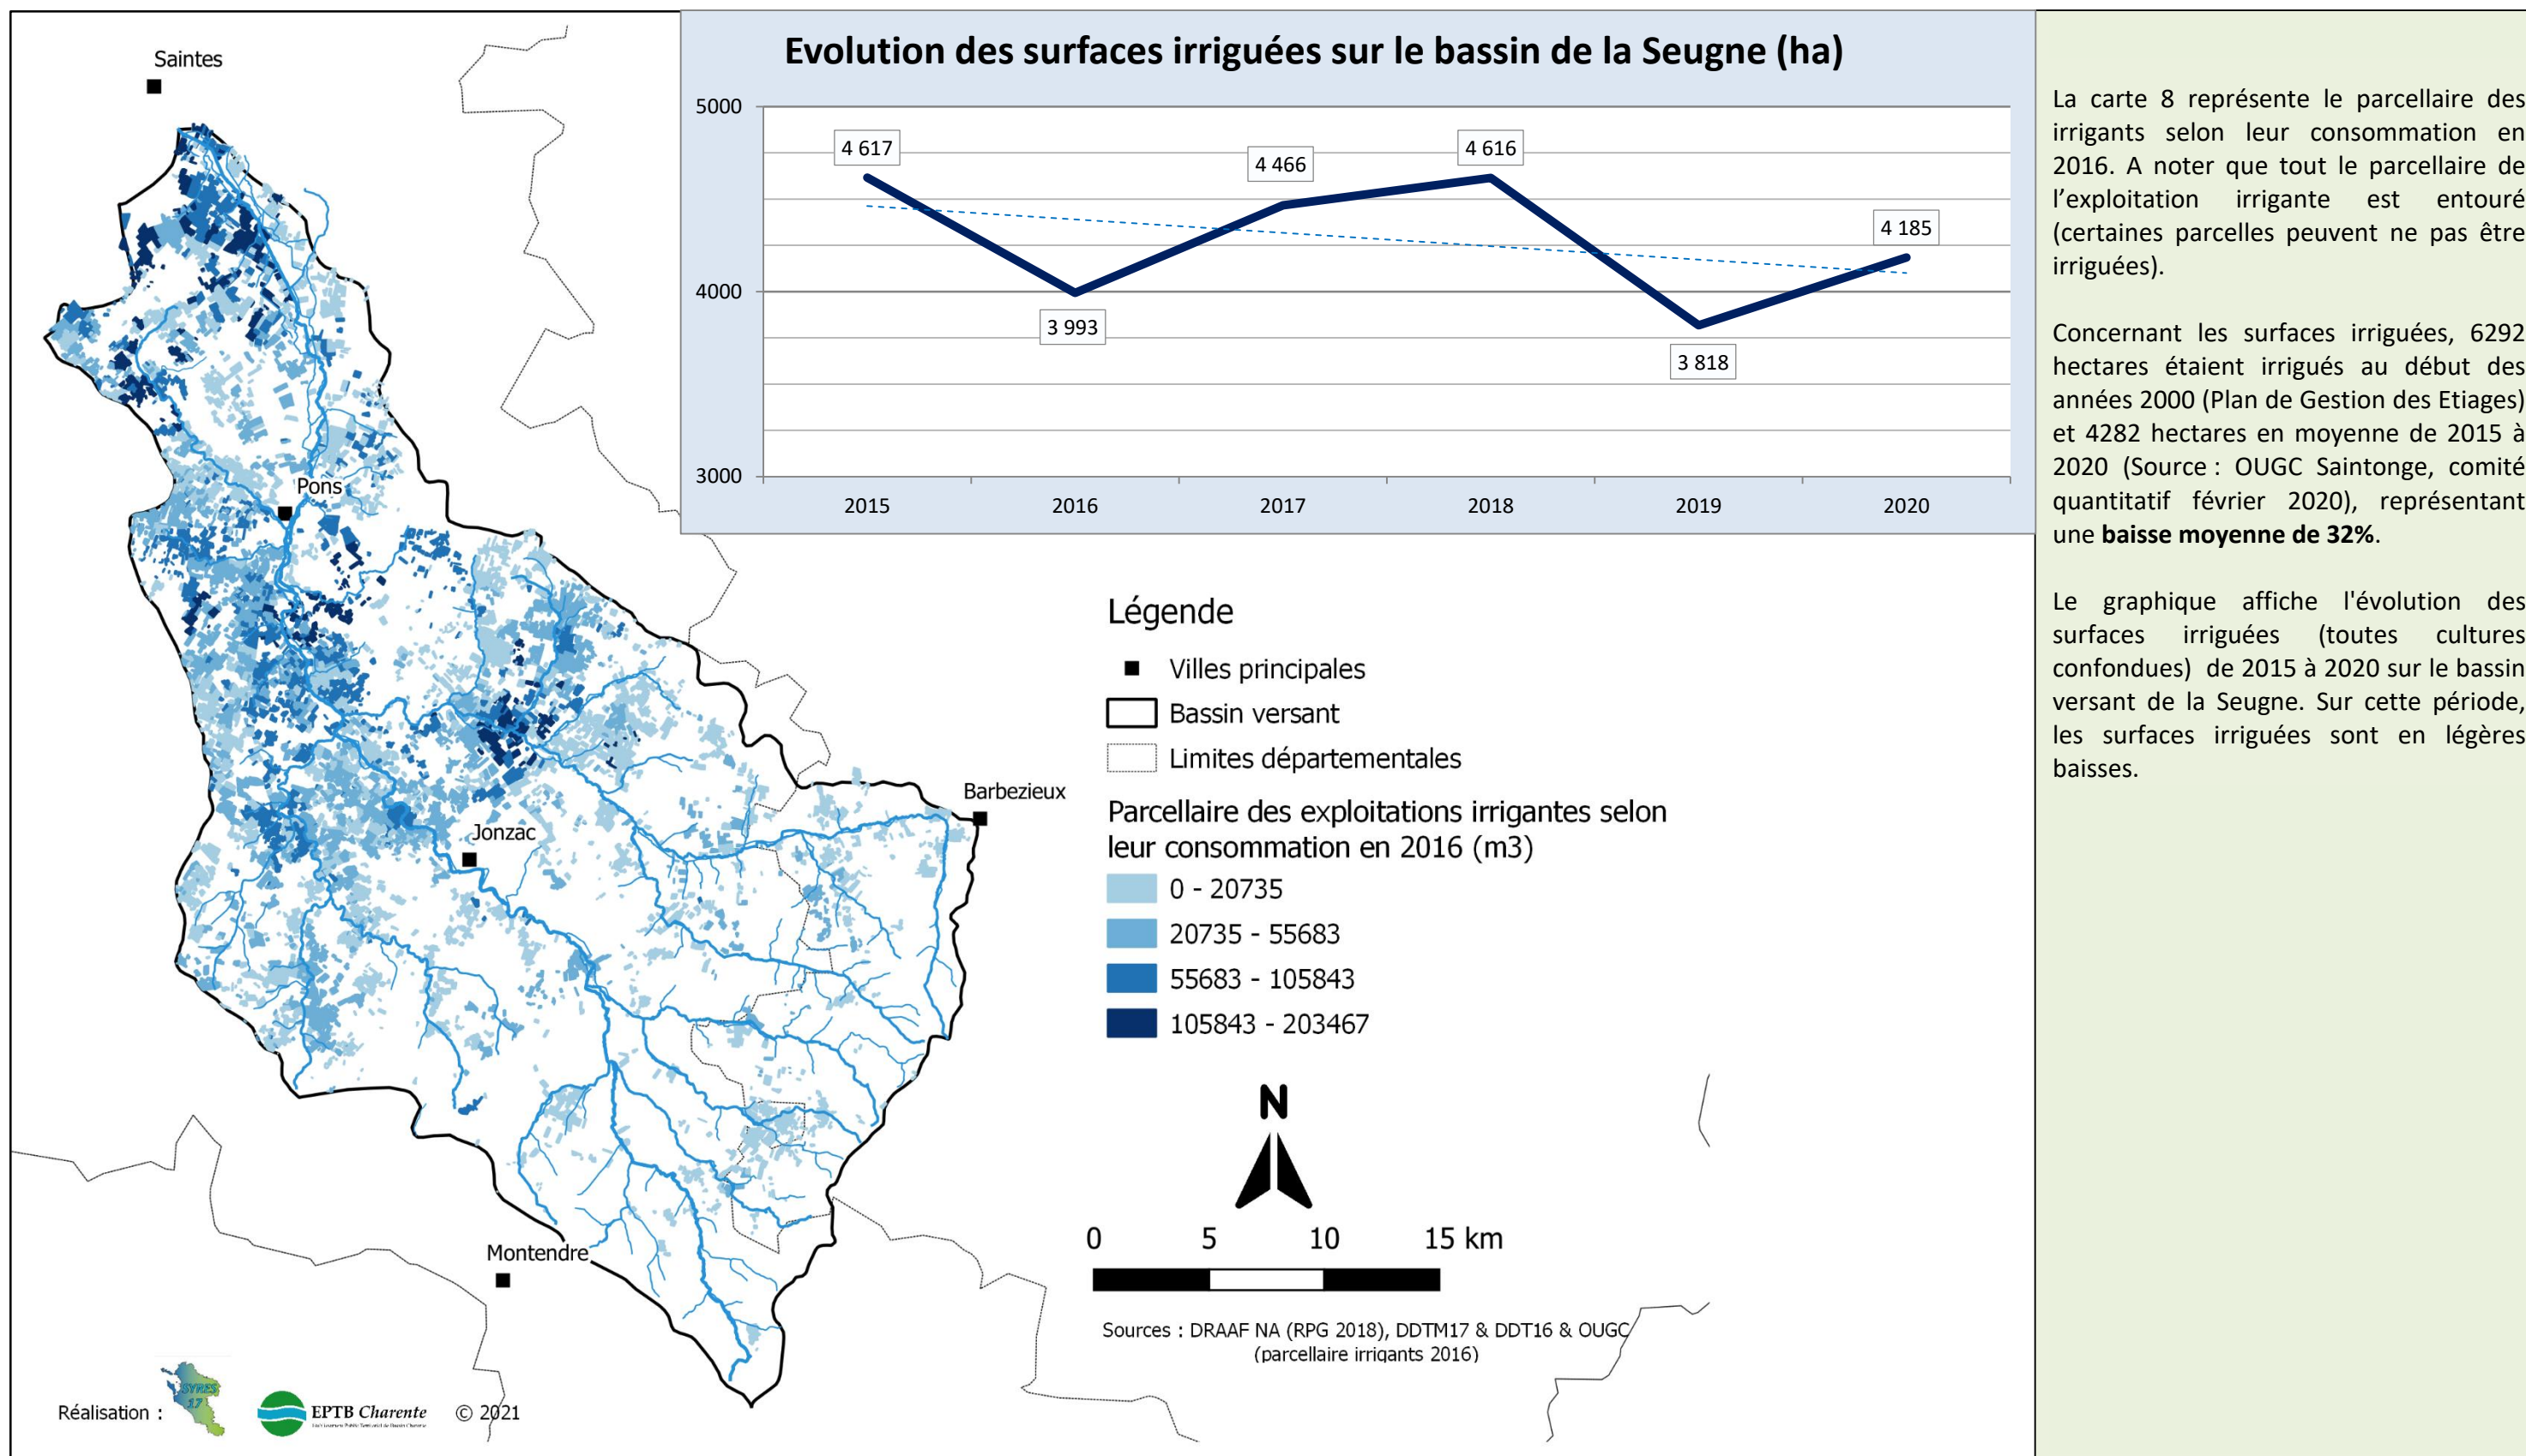 Evolution des surfaces irriguées sur le bassin de la Seugne (ha)
5000
4000
3000
4 617
3 993
4 466
4 616
3 818
4 185
2015
2016
2017
2018
2019
2020
Saintes
Pons
Jonzac
Barbezieux
Montendre
Légende
Villes principales
Bassin versant
Limites départementales
Parcellaire des exploitations irrigantes selon
leur consommation en 2016 (m3)
0 - 20735
20735 - 55683
55683 - 105843
105843 - 203467
N
0 5 10 15 km
Sources : DRAAF NA (RPG 2018), DDTM17 & DDT16 & OUGC
(parcellaire irrigants 2016)
Réalisation :
SYRES
17
EPTB Charente
© 2021
La carte 8 représente le parcellaire des
irrigants selon leur consommation en
2016. A noter que tout le parcellaire de
l’exploitation irrigante est entouré
(certaines parcelles peuvent ne pas être
irriguées).
Concernant les surfaces irriguées, 6292
hectares étaient irrigués au début des
années 2000 (Plan de Gestion des Etiages)
et 4282 hectares en moyenne de 2015 à
2020 (Source : OUGC Saintonge, comité
quantitatif février 2020), représentant
une baisse moyenne de 32%.
Le graphique affiche l'évolution des
surfaces irriguées (toutes cultures
confondues) de 2015 à 2020 sur le bassin
versant de la Seugne. Sur cette période,
les surfaces irriguées sont en légères
baisses.